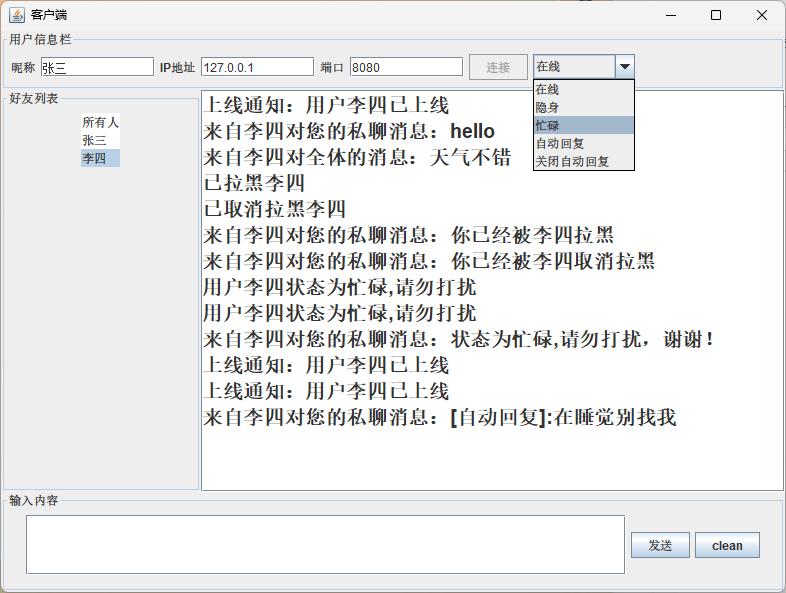 客户端
用户信息栏
昵称 张三 IP地址 127.0.0.1 端口 8080 连接 在线
在线
隐身
忙碌
自动回复
关闭自动回复
好友列表
所有人
张三
李四
上线通知：用户李四已上线
来自李四对您的私聊消息：hello
来自李四对全体的消息：天气不错
已拉黑李四
已取消拉黑李四
来自李四对您的私聊消息：你已经被李四拉黑
来自李四对您的私聊消息：你已经被李四取消拉黑
用户李四状态为忙碌,请勿打扰
用户李四状态为忙碌,请勿打扰
来自李四对您的私聊消息：状态为忙碌,请勿打扰，谢谢！
上线通知：用户李四已上线
上线通知：用户李四已上线
来自李四对您的私聊消息：[自动回复]:在睡觉别找我
输入内容
发送 clean